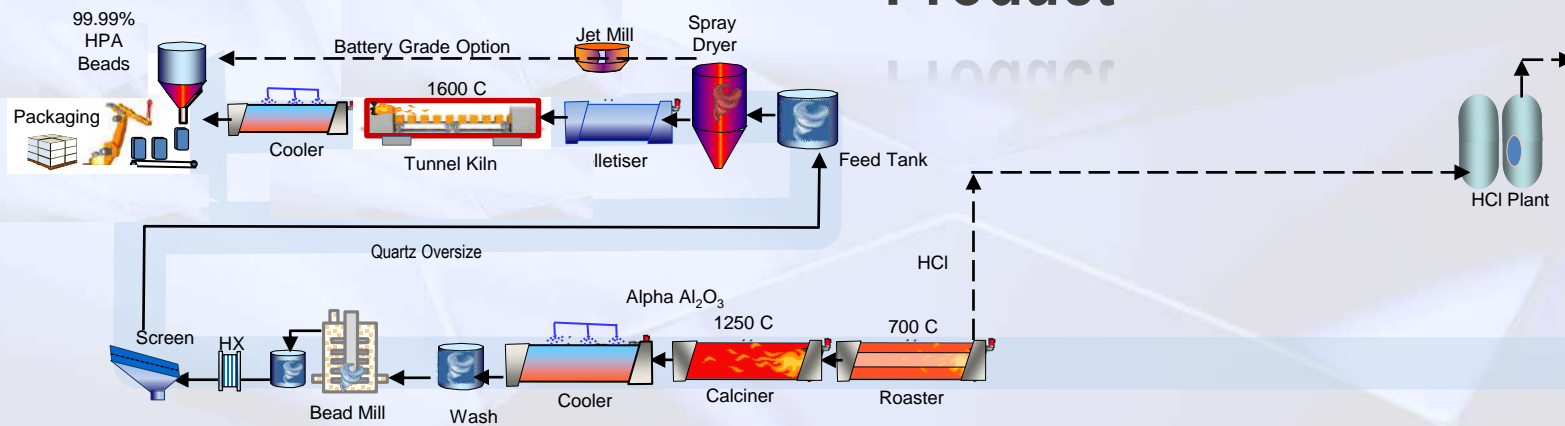 Product
99.99%
HPA
Beads
Battery Grade Option
Jet Mill
Spray
Dryer
1600 C
Packaging
Cooler
Tunnel Kiln
lletiser
Feed Tank
HCl Plant
Quartz Oversize
HCl
Alpha Al₂O₃
1250 C
700 C
Screen
HX
Bead Mill
Wash
Cooler
Calciner
Roaster